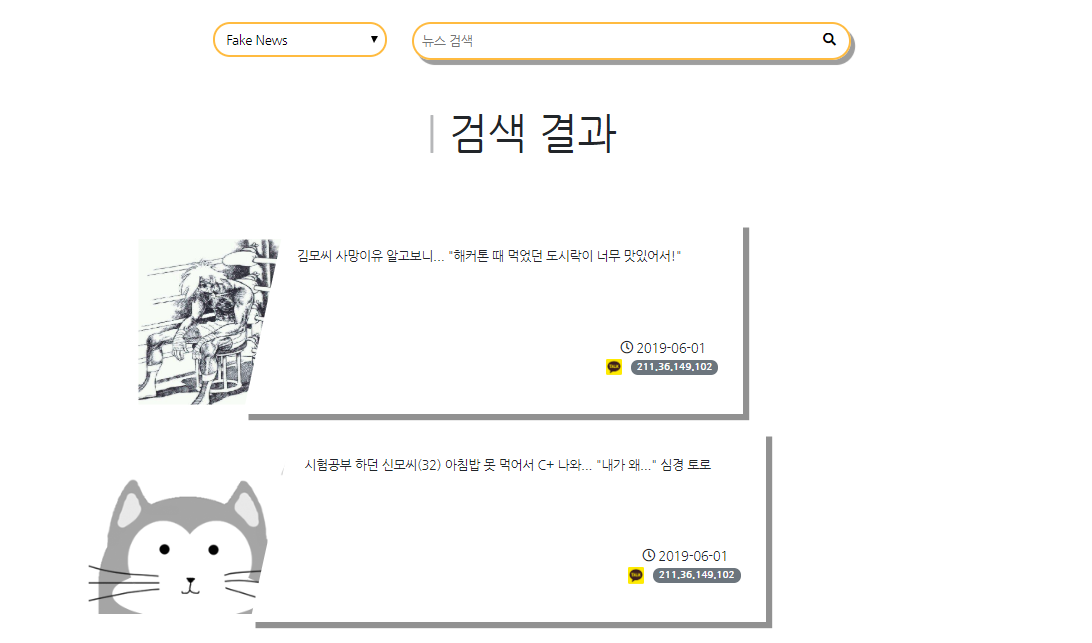 Fake News
뉴스 검색
검색 결과
김모씨 사망이유 알고보니... "해커톤 때 먹었던 도시락이 너무 맛있어서!"
2019-06-01
TALK 211.36.149.102
시험공부 하던 신모씨(32) 아침밥 못 먹어서 C+ 나와... "내가 왜..." 심경 토로
2019-06-01
TALK 211.36.149.102